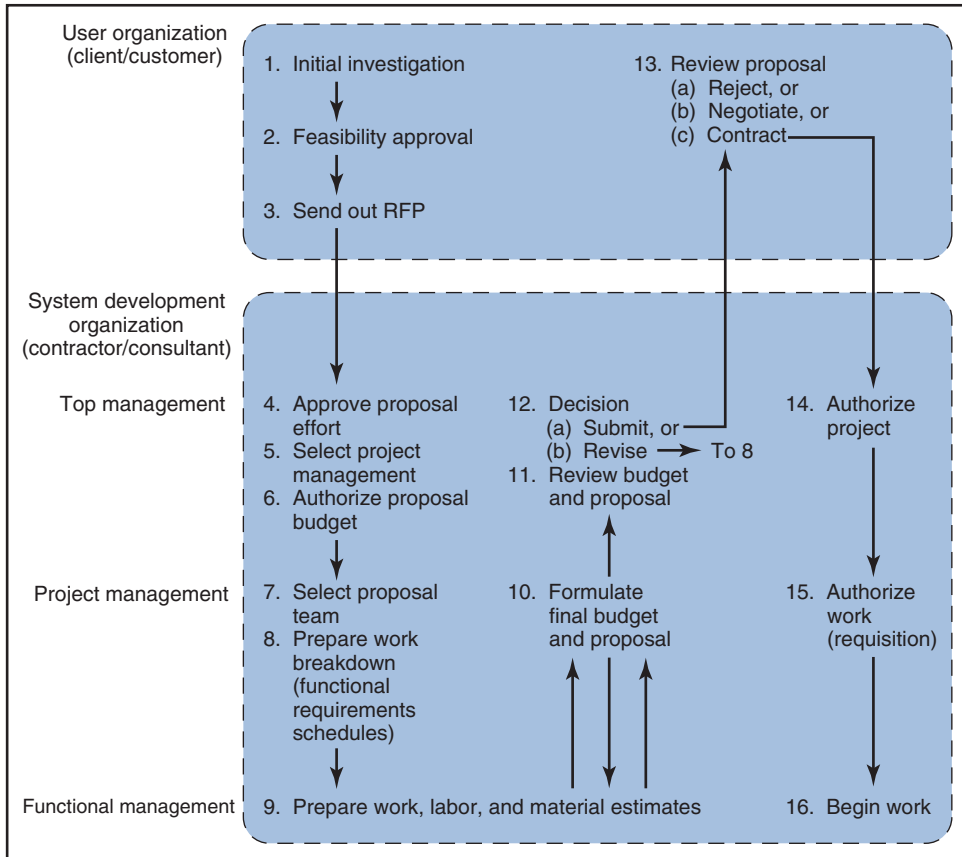 User organization
(client/customer)
1. Initial investigation
2. Feasibility approval
3. Send out RFP
13. Review proposal
(a) Reject, or
(b) Negotiate, or
(c) Contract
System development
organization
(contractor/consultant)
Top management
4. Approve proposal
effort
5. Select project
management
6. Authorize proposal
budget
12. Decision
(a) Submit, or
(b) Revise
To 8
11. Review budget
and proposal
14. Authorize
project
Project management
7. Select proposal
team
8. Prepare work
breakdown
(functional
requirements
schedules)
10. Formulate
final budget
and proposal
15. Authorize
work
(requisition)
Functional management
9. Prepare work, labor, and material estimates
16. Begin work